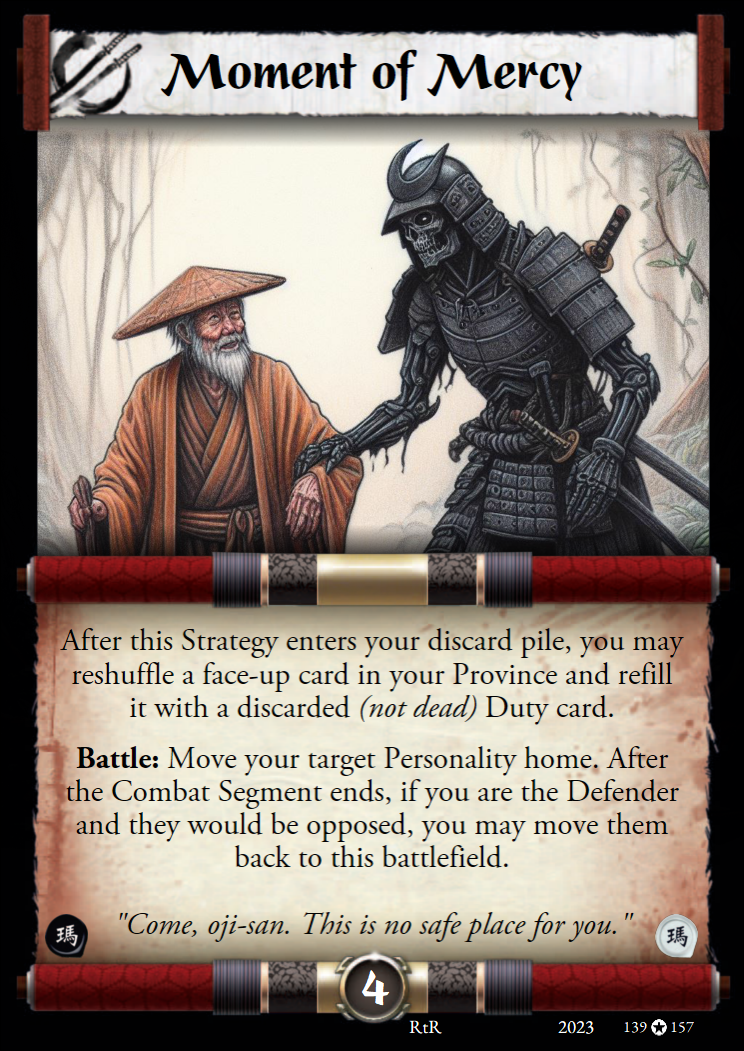 Moment of Mercy
After this Strategy enters your discard pile, you may
reshuffle a face-up card in your Province and refill
it with a discarded (not dead) Duty card.
Battle: Move your target Personality home. After
the Combat Segment ends, if you are the Defender
and they would be opposed, you may move them
back to this battlefield.
"Come, oji-san. This is no safe place for you."
瑪 瑪
4
RtR 2023 139 ✪ 157